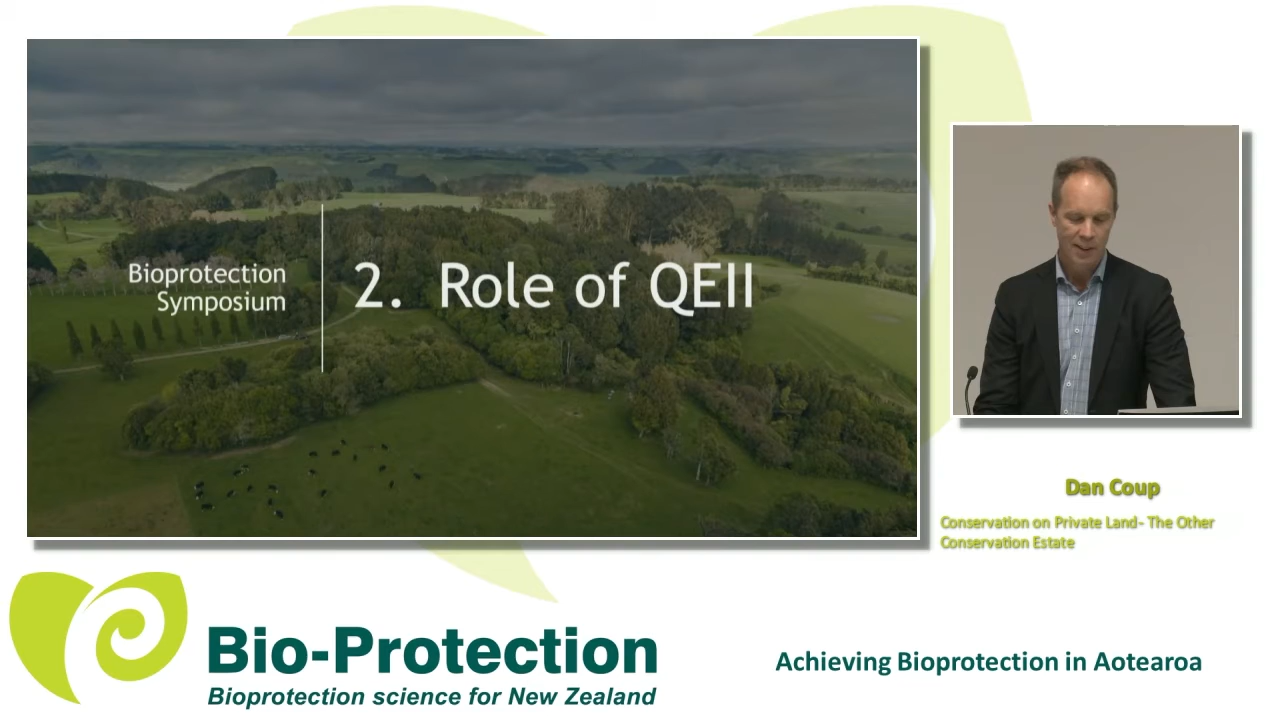 Bioprotection
Symposium
2. Role of QEII
Dan Coup
Conservation on Private Land- The Other
Conservation Estate
Bio-Protection
Bioprotection science for New Zealand
Achieving Bioprotection in Aotearoa